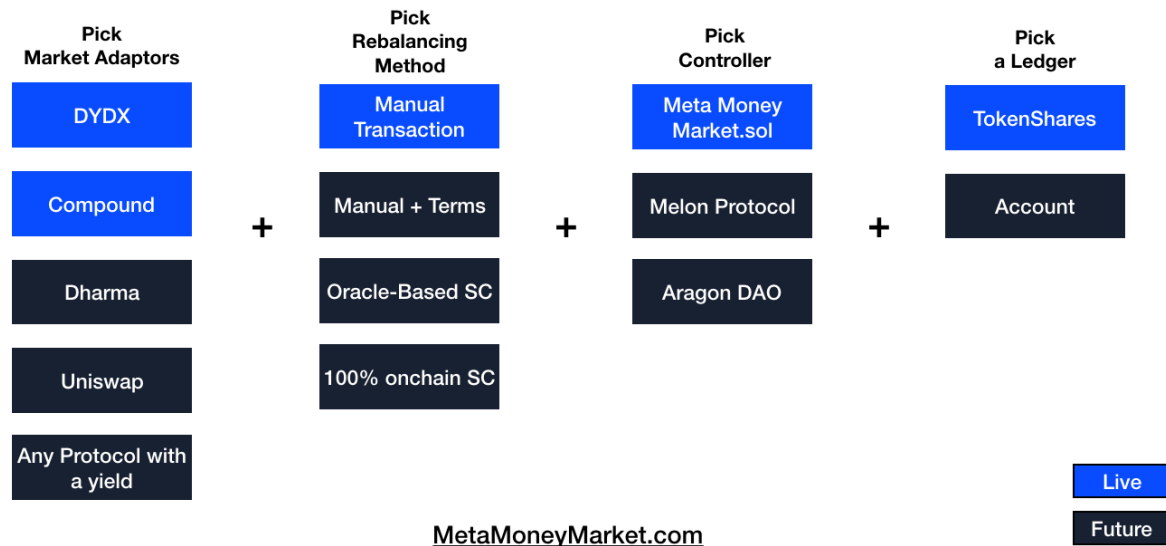 Pick
Market Adaptors
DYDX
Compound
Dharma
Uniswap
Any Protocol with
a yield
+
Pick
Rebalancing
Method
Manual
Transaction
Manual + Terms
Oracle-Based SC
100% onchain SC
+
Pick
Controller
Meta Money
Market.sol
Melon Protocol
Aragon DAO
+
Pick
a Ledger
TokenShares
Account
Live
Future
MetaMoneyMarket.com